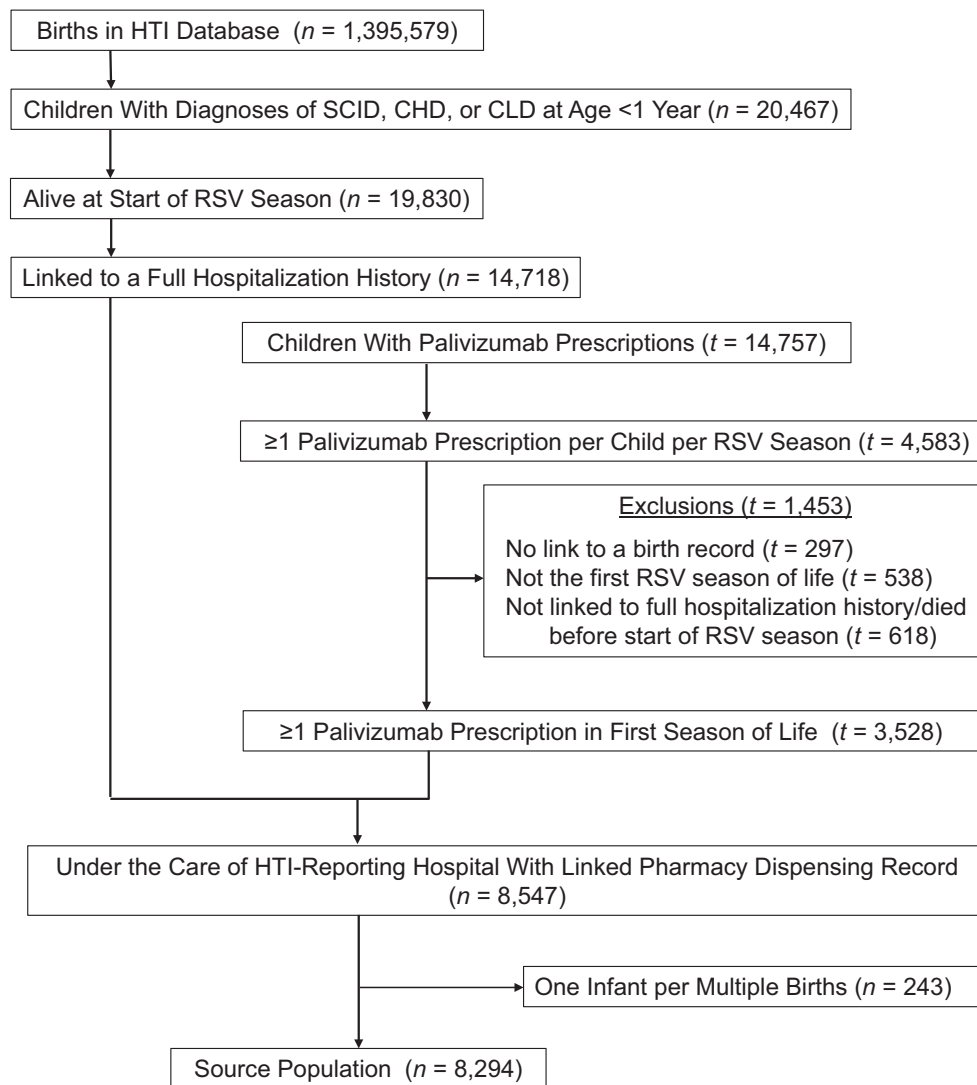 Births in HTI Database (n = 1,395,579)
Children With Diagnoses of SCID, CHD, or CLD at Age <1 Year (n = 20,467)
Alive at Start of RSV Season (n = 19,830)
Linked to a Full Hospitalization History (n = 14,718)
Children With Palivizumab Prescriptions (t = 14,757)
≥1 Palivizumab Prescription per Child per RSV Season (t = 4,583)
Exclusions (t = 1,453)
No link to a birth record (t = 297)
Not the first RSV season of life (t = 538)
Not linked to full hospitalization history/died
before start of RSV season (t = 618)
≥1 Palivizumab Prescription in First Season of Life (t = 3,528)
Under the Care of HTI-Reporting Hospital With Linked Pharmacy Dispensing Record
(n = 8,547)
One Infant per Multiple Births (n = 243)
Source Population (n = 8,294)